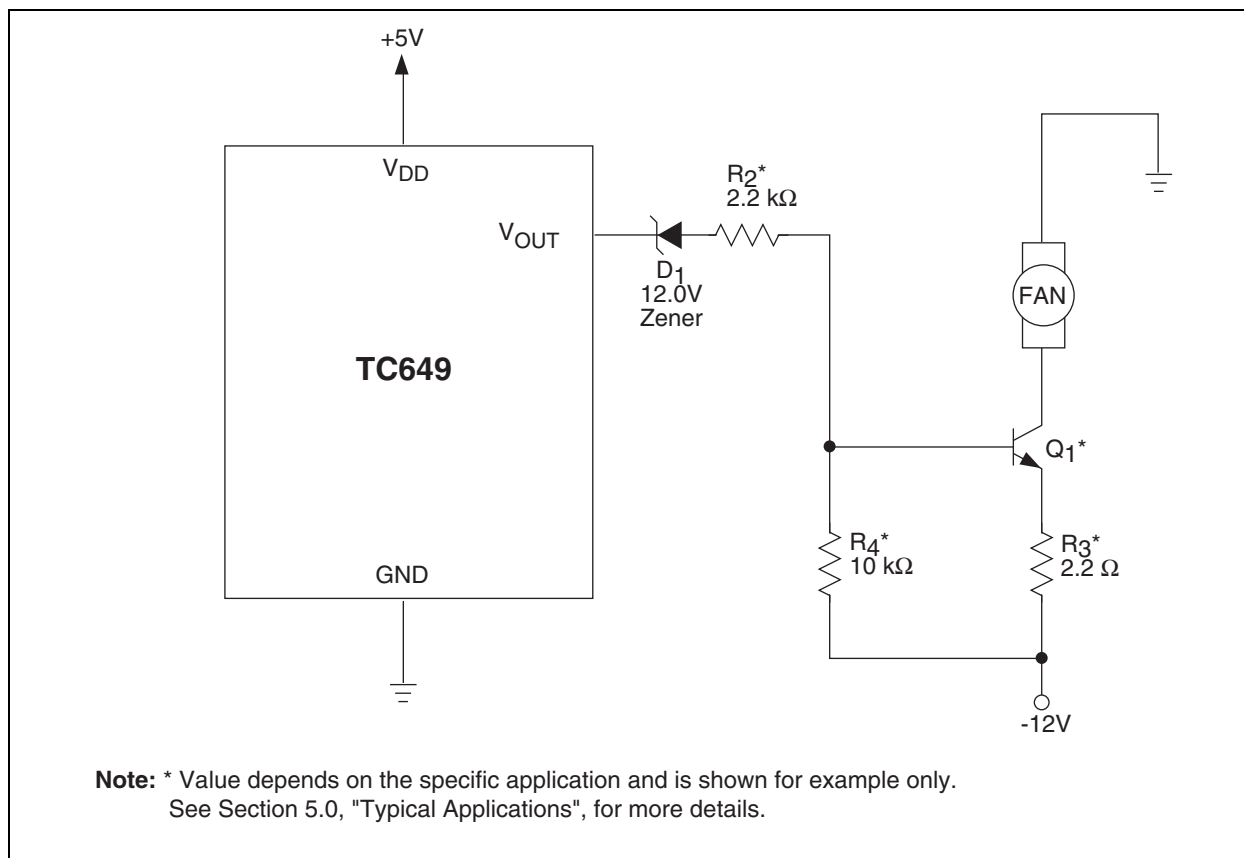 +5V
VDD
VOUT
TC649
GND
D1
12.0V
Zener
R2*
2.2 kΩ
FAN
Q1*
R4*
10 kΩ
R3*
2.2 Ω
-12V
Note: * Value depends on the specific application and is shown for example only.
See Section 5.0, "Typical Applications", for more details.